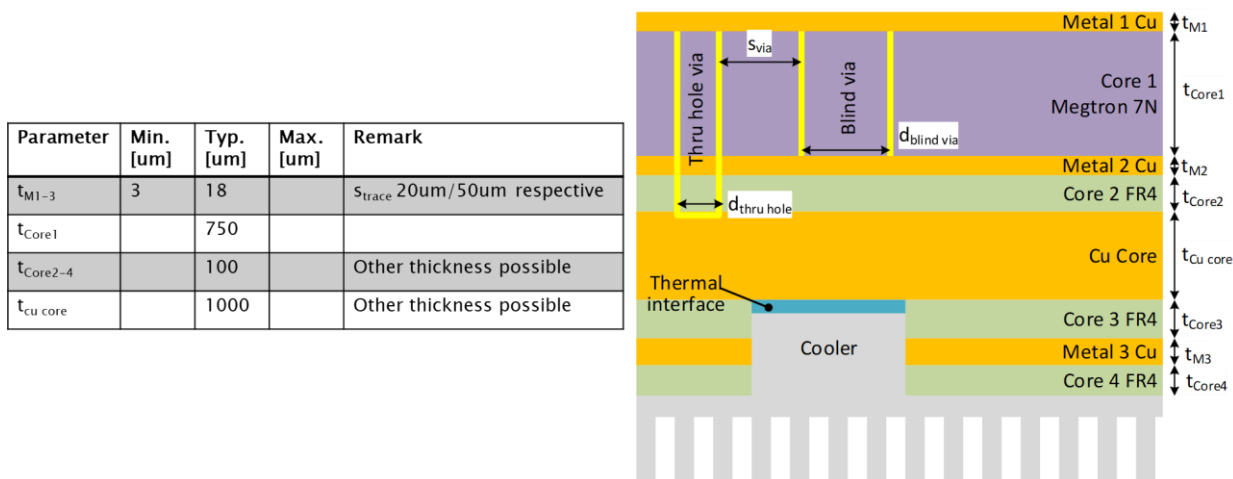 Parameter Min. [um] Typ. [um] Max. [um] Remark
tM1-3 3 18 strace 20um/50um respective
tCore1 750
tCore2-4 100 Other thickness possible
tcu core 1000 Other thickness possible
Metal 1 Cu tM1
svia
Thru hole via
Blind via
Core 1
Megtron 7N
tCore1
dblind via
Metal 2 Cu tM2
Core 2 FR4 tCore2
dthru hole
Cu Core tCu core
Thermal
interface
Core 3 FR4 tCore3
Cooler
Metal 3 Cu tM3
Core 4 FR4 tCore4